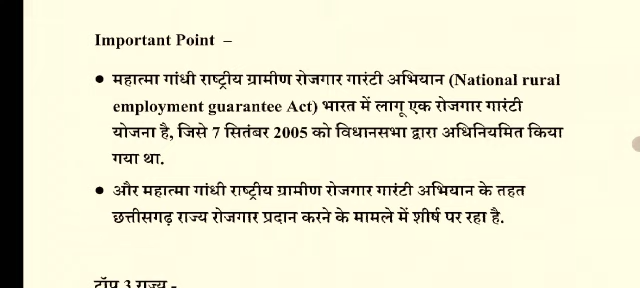 Important Point –
● महात्मा गांधी राष्ट्रीय ग्रामीण रोजगार गारंटी अभियान (National rural
employment guarantee Act) भारत में लागू एक रोजगार गारंटी
योजना है, जिसे 7 सितंबर 2005 को विधानसभा द्वारा अधिनियमित किया
गया था.
● और महात्मा गांधी राष्ट्रीय ग्रामीण रोजगार गारंटी अभियान के तहत
छत्तीसगढ़ राज्य रोजगार प्रदान करने के मामले में शीर्ष पर रहा है.
टॉप 3 राज्य -